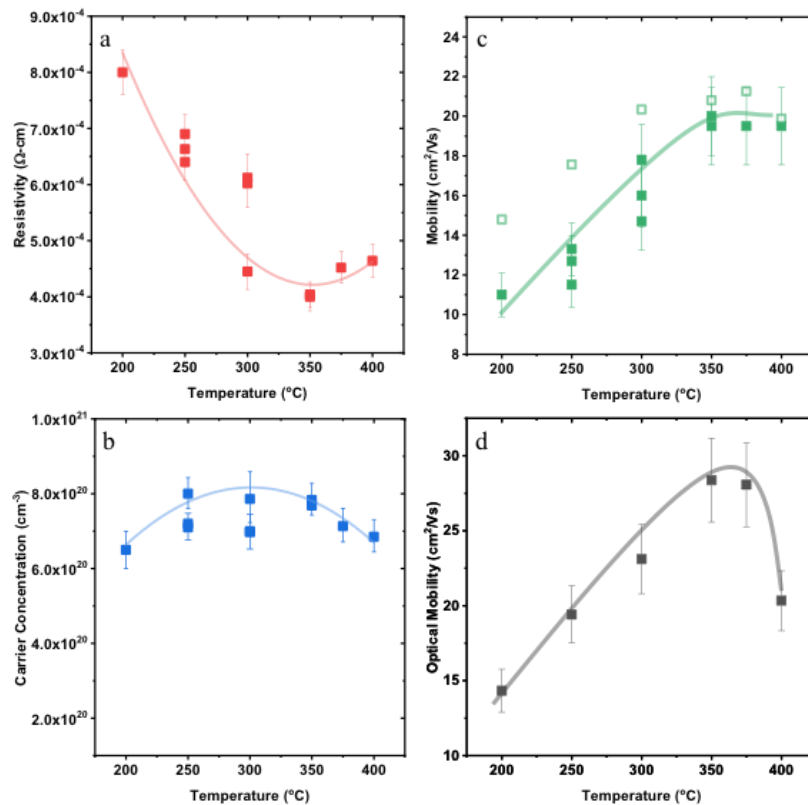 a
9.0x10⁻⁴
8.0x10⁻⁴
7.0x10⁻⁴
6.0x10⁻⁴
5.0x10⁻⁴
4.0x10⁻⁴
3.0x10⁻⁴
Resistivity (Ω-cm)
200 250 300 350 400
Temperature (°C)
c
24
22
20
18
16
14
12
10
8
Mobility (cm²/Vs)
200 250 300 350 400
Temperature (°C)
b
1.0x10²¹
8.0x10²⁰
6.0x10²⁰
4.0x10²⁰
2.0x10²⁰
Carrier Concentration (cm⁻³)
200 250 300 350 400
Temperature (°C)
d
30
25
20
15
10
Optical Mobility (cm²/Vs)
200 250 300 350 400
Temperature (°C)